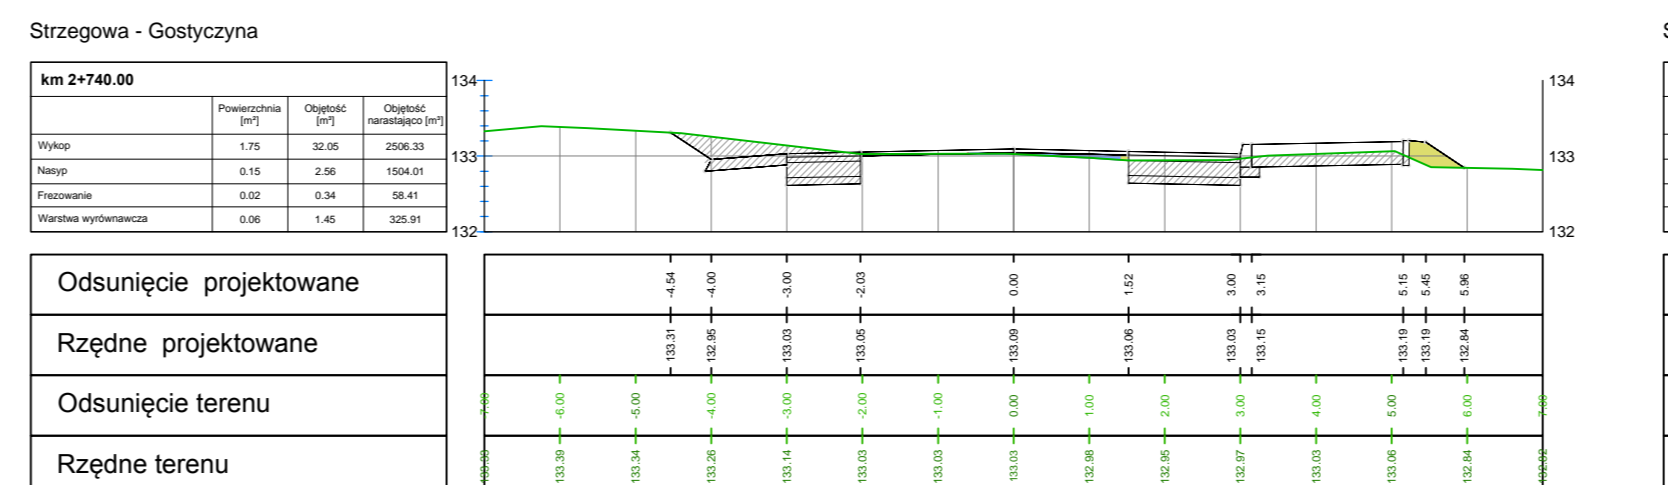 Strzegowa - Gostyczyna
S
km 2+740.00
Powierzchnia [m²] Objętość [m³] Objętość narastająco [m³]
Wykop 1.75 32.05 2506.33
Nasyp 0.15 2.56 1504.01
Frezowanie 0.02 0.34 58.41
Warstwa wyrównawcza 0.06 1.45 325.91
134 134
133 133
132 132
Odsunięcie projektowane -4.54 -4.00 -3.00 -2.03 0.00 1.52 3.00 3.15 5.15 5.45 5.96
Rzędne projektowane 133.31 132.95 133.03 133.05 133.09 133.06 133.03 133.15 133.19 133.19 132.84
Odsunięcie terenu -6.00 -5.00 -4.00 -3.00 -2.00 -1.00 0.00 1.00 2.00 3.00 4.00 5.00 6.00
Rzędne terenu 133.39 133.34 133.26 133.14 133.03 133.03 133.03 132.98 132.95 132.97 133.03 133.06 132.84 132.82